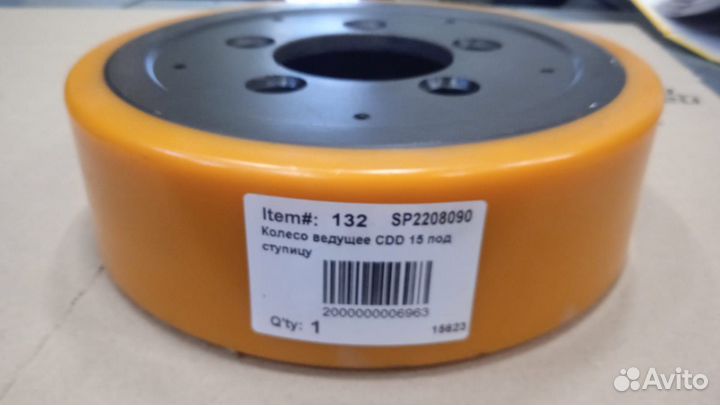 Item#: 132 SP2208090
Колесо ведущее CDD 15 под
ступицу
2000000006963
Q'ty: 1
15623
Avito